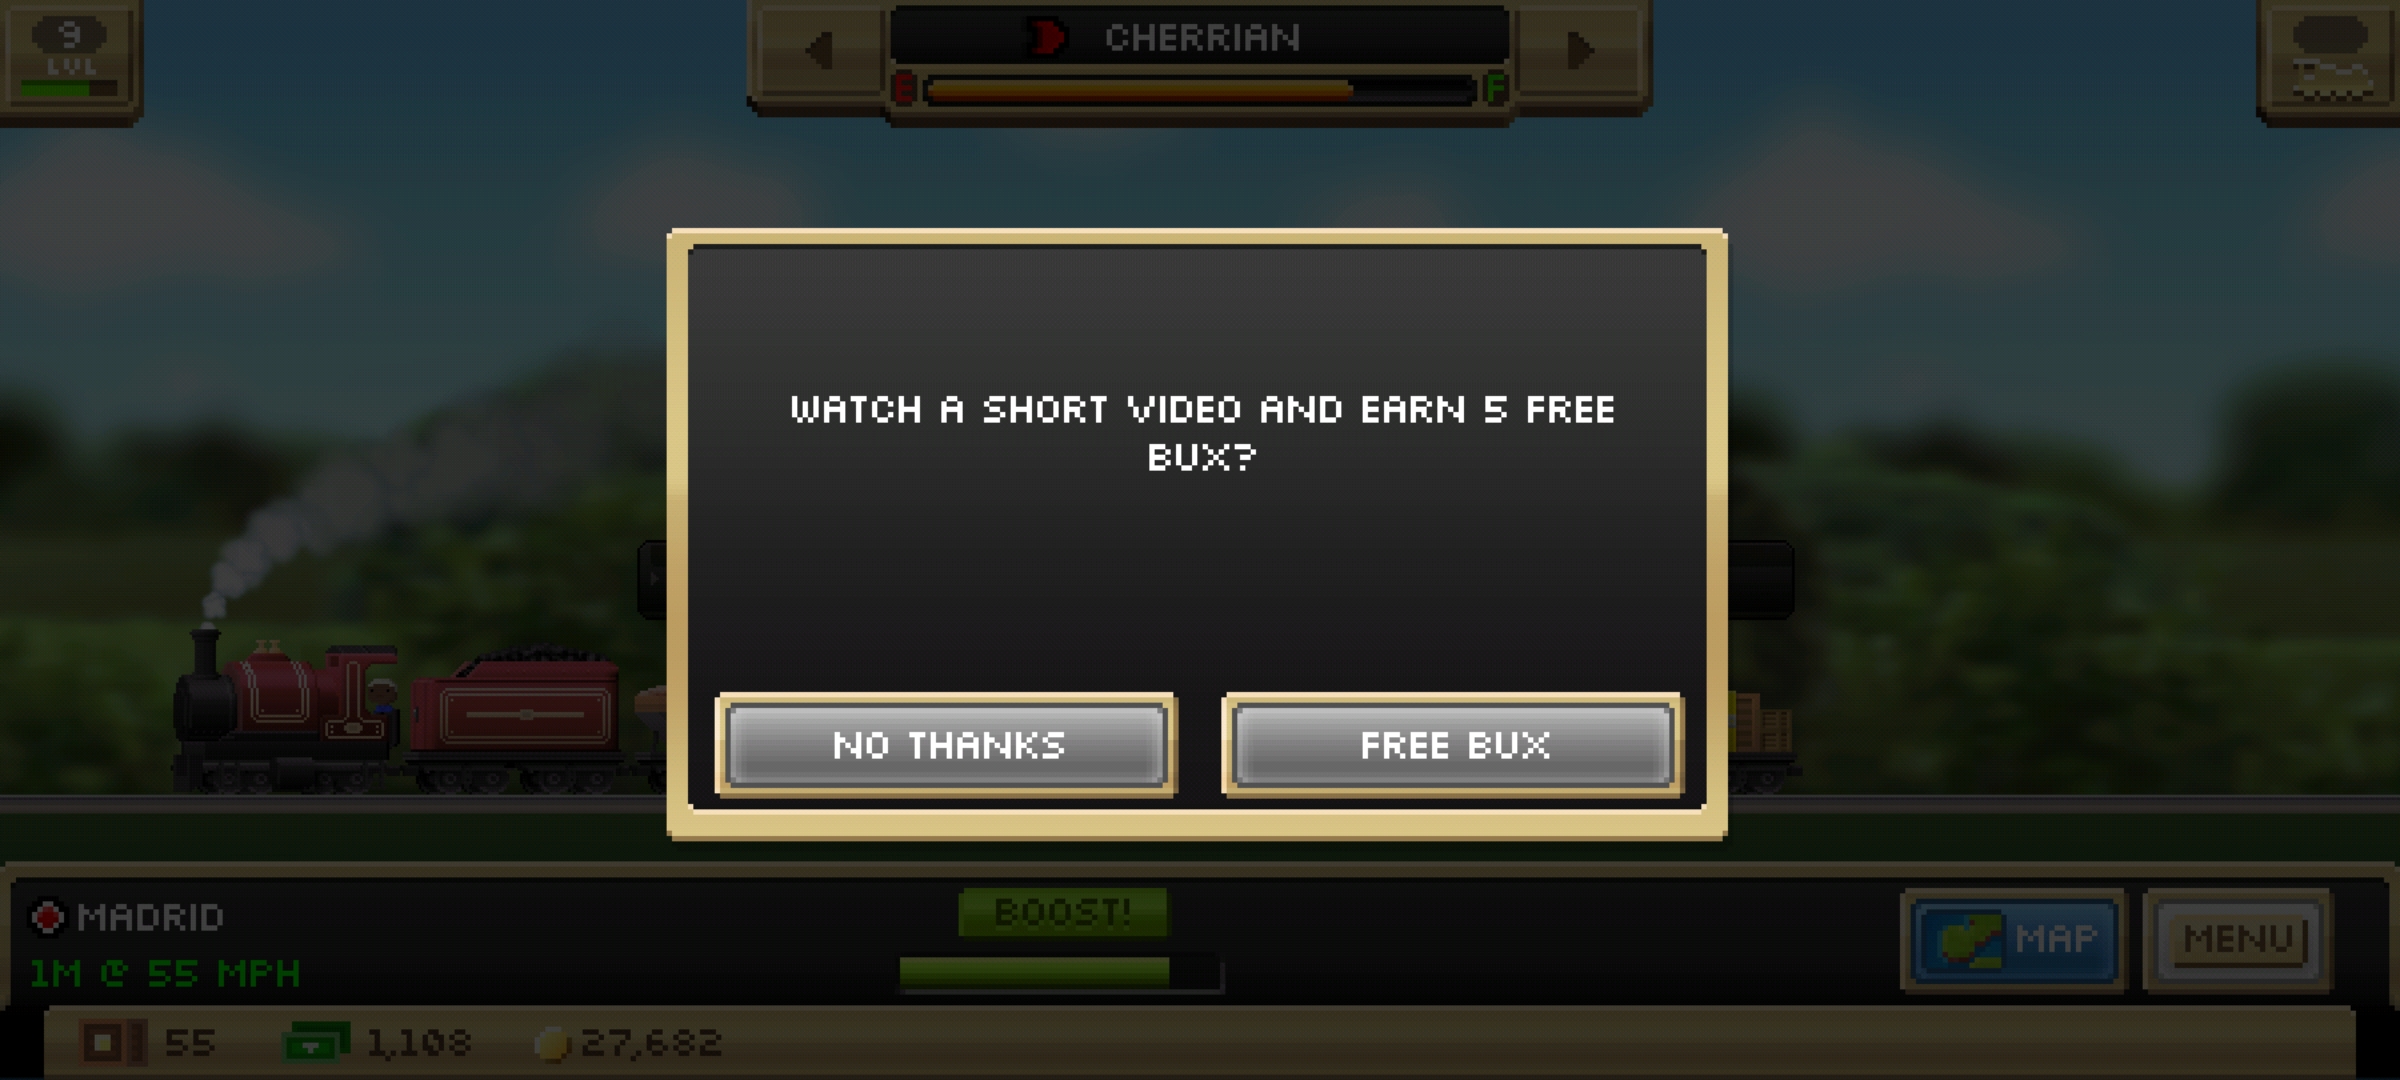 9
LVL
CHERRIAN
E F
WATCH A SHORT VIDEO AND EARN 5 FREE
BUX?
NO THANKS
FREE BUX
MADRID
BOOST!
MAP
MENU
1M @ 55 MPH
55
1,108
27,682